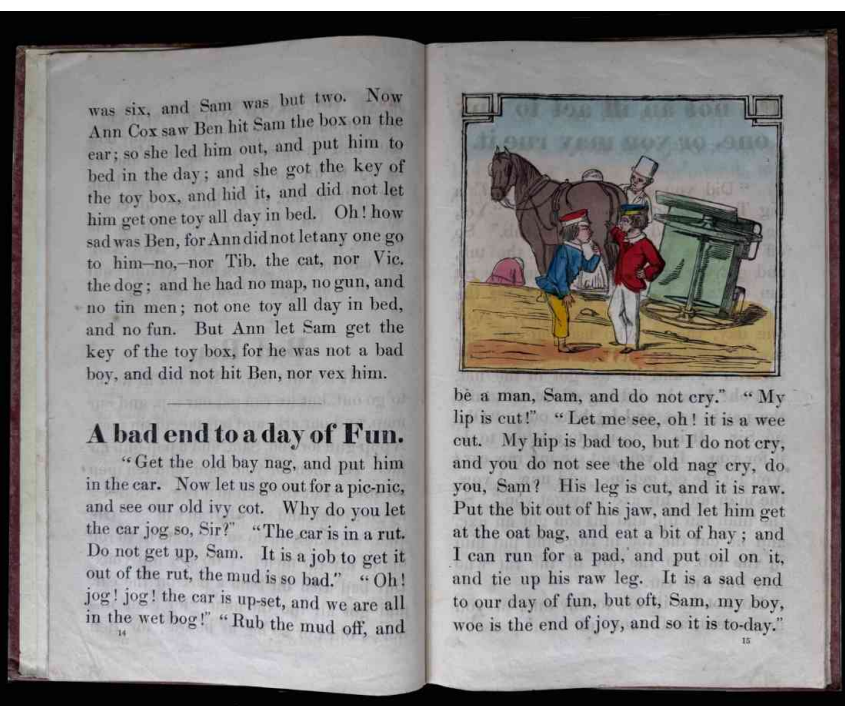 was six, and Sam was but two. Now
Ann Cox saw Ben hit Sam the box on the
ear; so she led him out, and put him to
bed in the day; and she got the key of
the toy box, and hid it, and did not let
him get one toy all day in bed. Oh! how
sad was Ben, for Ann did not let any one go
to him—no,—nor Tib. the cat, nor Vic.
the dog; and he had no map, no gun, and
no tin men; not one toy all day in bed,
and no fun. But Ann let Sam get the
key of the toy box, for he was not a bad
boy, and did not hit Ben, nor vex him.
A bad end to a day of Fun.
"Get the old bay nag, and put him
in the car. Now let us go out for a pic-nic,
and see our old ivy cot. Why do you let
the car jog so, Sir?" "The car is in a rut.
Do not get up, Sam. It is a job to get it
out of the rut, the mud is so bad." "Oh!
jog! jog! the car is up-set, and we are all
in the wet bog!" "Rub the mud off, and
14
be a man, Sam, and do not cry." "My
lip is cut!" "Let me see, oh! it is a wee
cut. My hip is bad too, but I do not cry,
and you do not see the old nag cry, do
you, Sam? His leg is cut, and it is raw.
Put the bit out of his jaw, and let him get
at the oat bag, and eat a bit of hay; and
I can run for a pad, and put oil on it,
and tie up his raw leg. It is a sad end
to our day of fun, but oft, Sam, my boy,
woe is the end of joy, and so it is to-day."
15